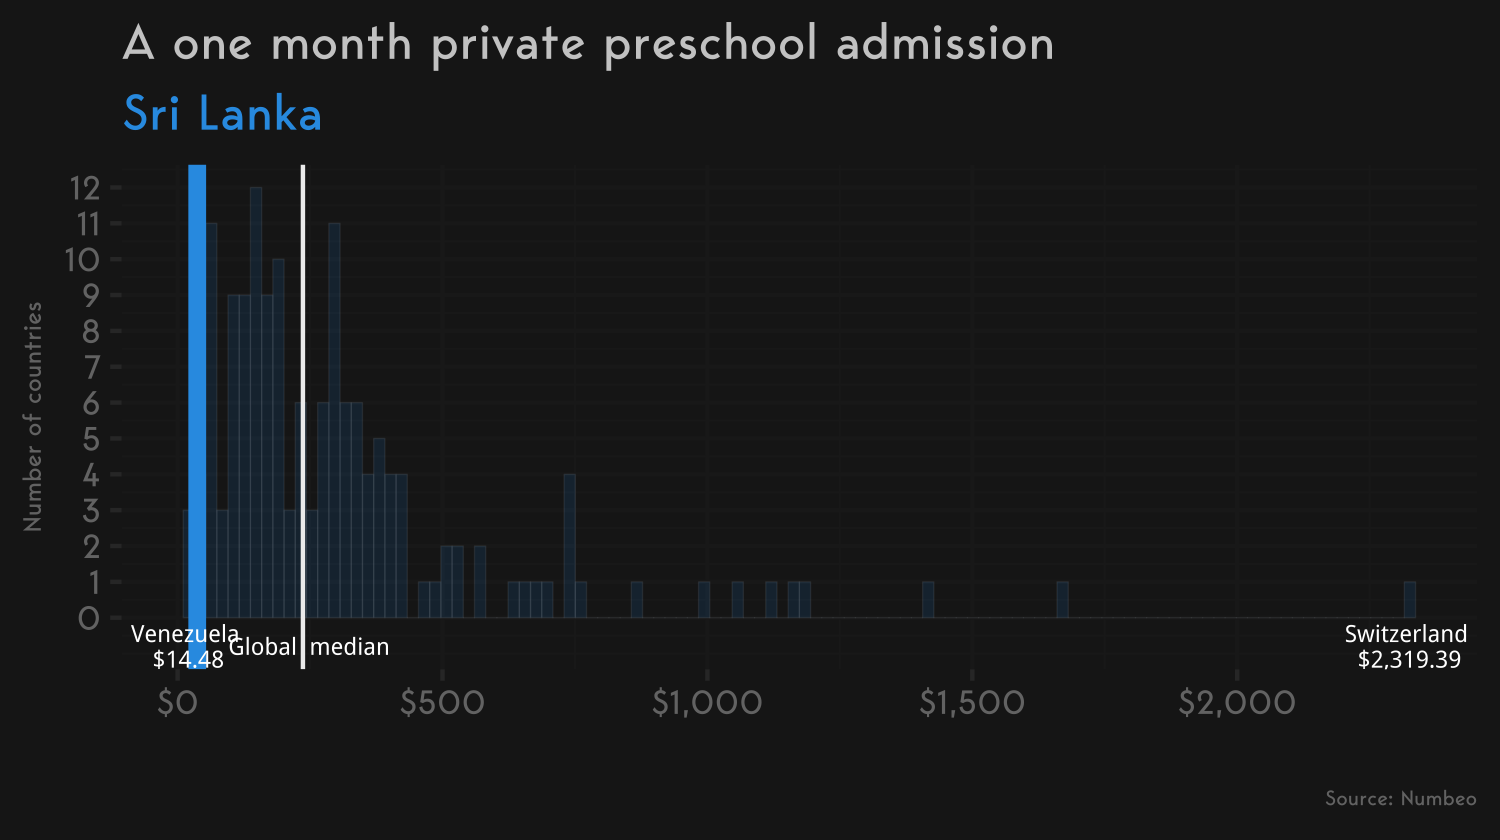 A one month private preschool admission
Sri Lanka
Number of countries
12
11
10
9
8
7
6
5
4
3
2
1
0
Venezuela
$14.48
Global median
Switzerland
$2,319.39
$0 $500 $1,000 $1,500 $2,000
Source: Numbeo